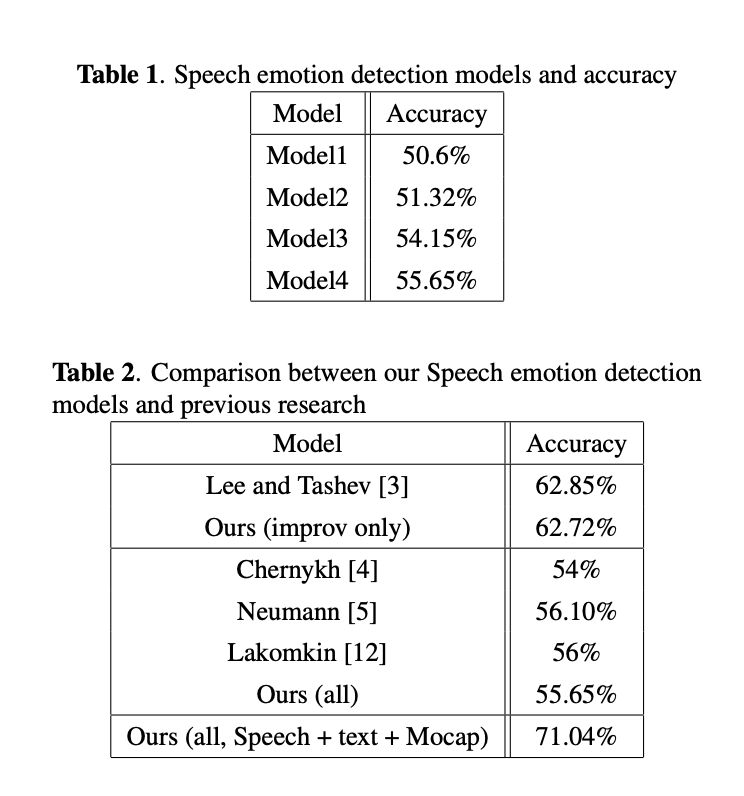 Table 1. Speech emotion detection models and accuracy
Model Accuracy
Model1 50.6%
Model2 51.32%
Model3 54.15%
Model4 55.65%
Table 2. Comparison between our Speech emotion detection
models and previous research
Model Accuracy
Lee and Tashev [3] 62.85%
Ours (improv only) 62.72%
Chernykh [4] 54%
Neumann [5] 56.10%
Lakomkin [12] 56%
Ours (all) 55.65%
Ours (all, Speech + text + Mocap) 71.04%